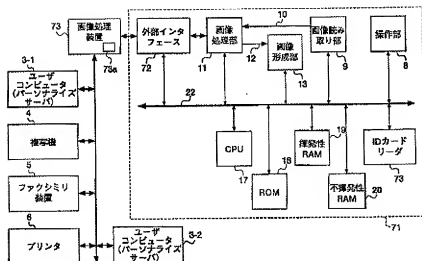 73
画像処理
装置
73a
外部インタ
フェース
72
画像
処理部
11
10
12
画像
形成部
13
画像読み
取り部
9
操作部
8
3-1
ユーザ
コンピュータ
(パーソナライズ
サーバ)
22
4
複写機
CPU
17
ROM
18
揮発性
RAM
19
不揮発性
RAM
20
IDカード
リーダ
73
5
ファクシミリ
装置
71
6
プリンタ
ユーザ
コンピュータ
(パーソナライズ
サーバ)
3-2